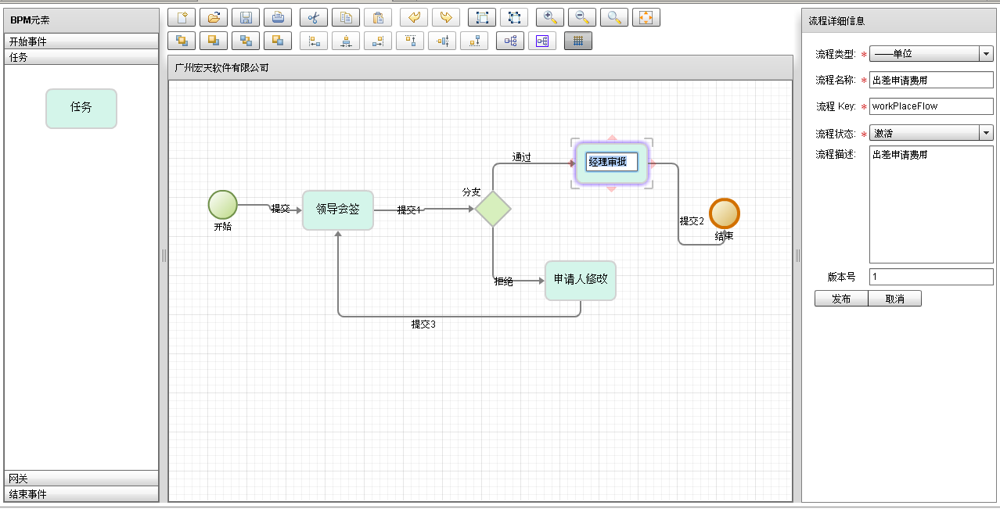 BPM元素
开始事件
任务
任务
网关
结束事件
广州宏天软件有限公司
开始
提交
领导会签
提交1
分支
通过
经理审批
拒绝
申请人修改
提交3
提交2
结束
流程详细信息
流程类型: * ——单位
流程名称: * 出差申请费用
流程 Key: * workPlaceFlow
流程状态: * 激活
流程描述: 出差申请费用
版本号 1
发布 取消